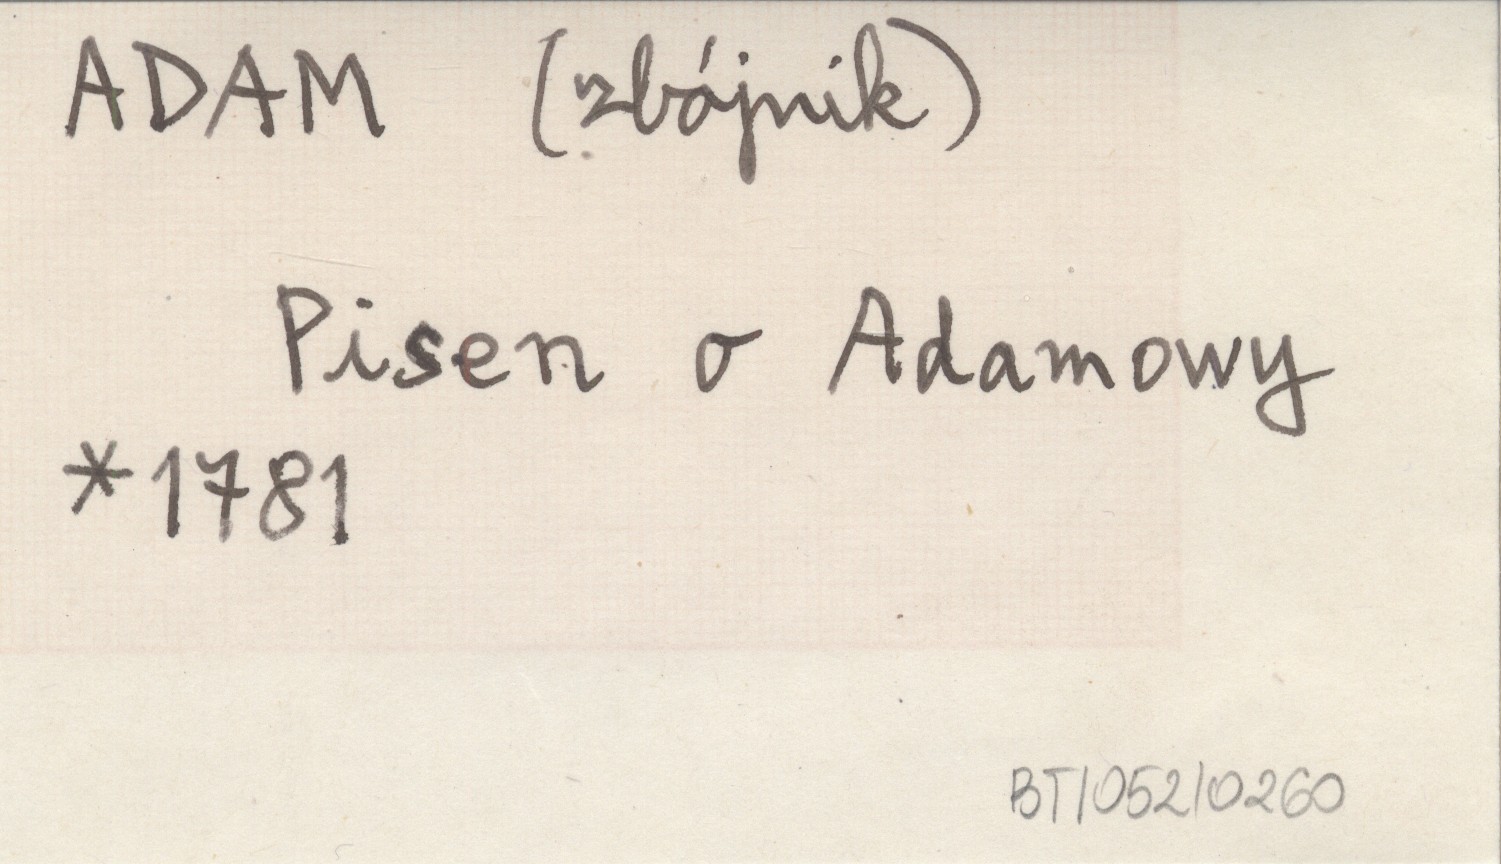 ADAM (zbójnik)
Pisen o Adamowy
*1781
BT/052/0260